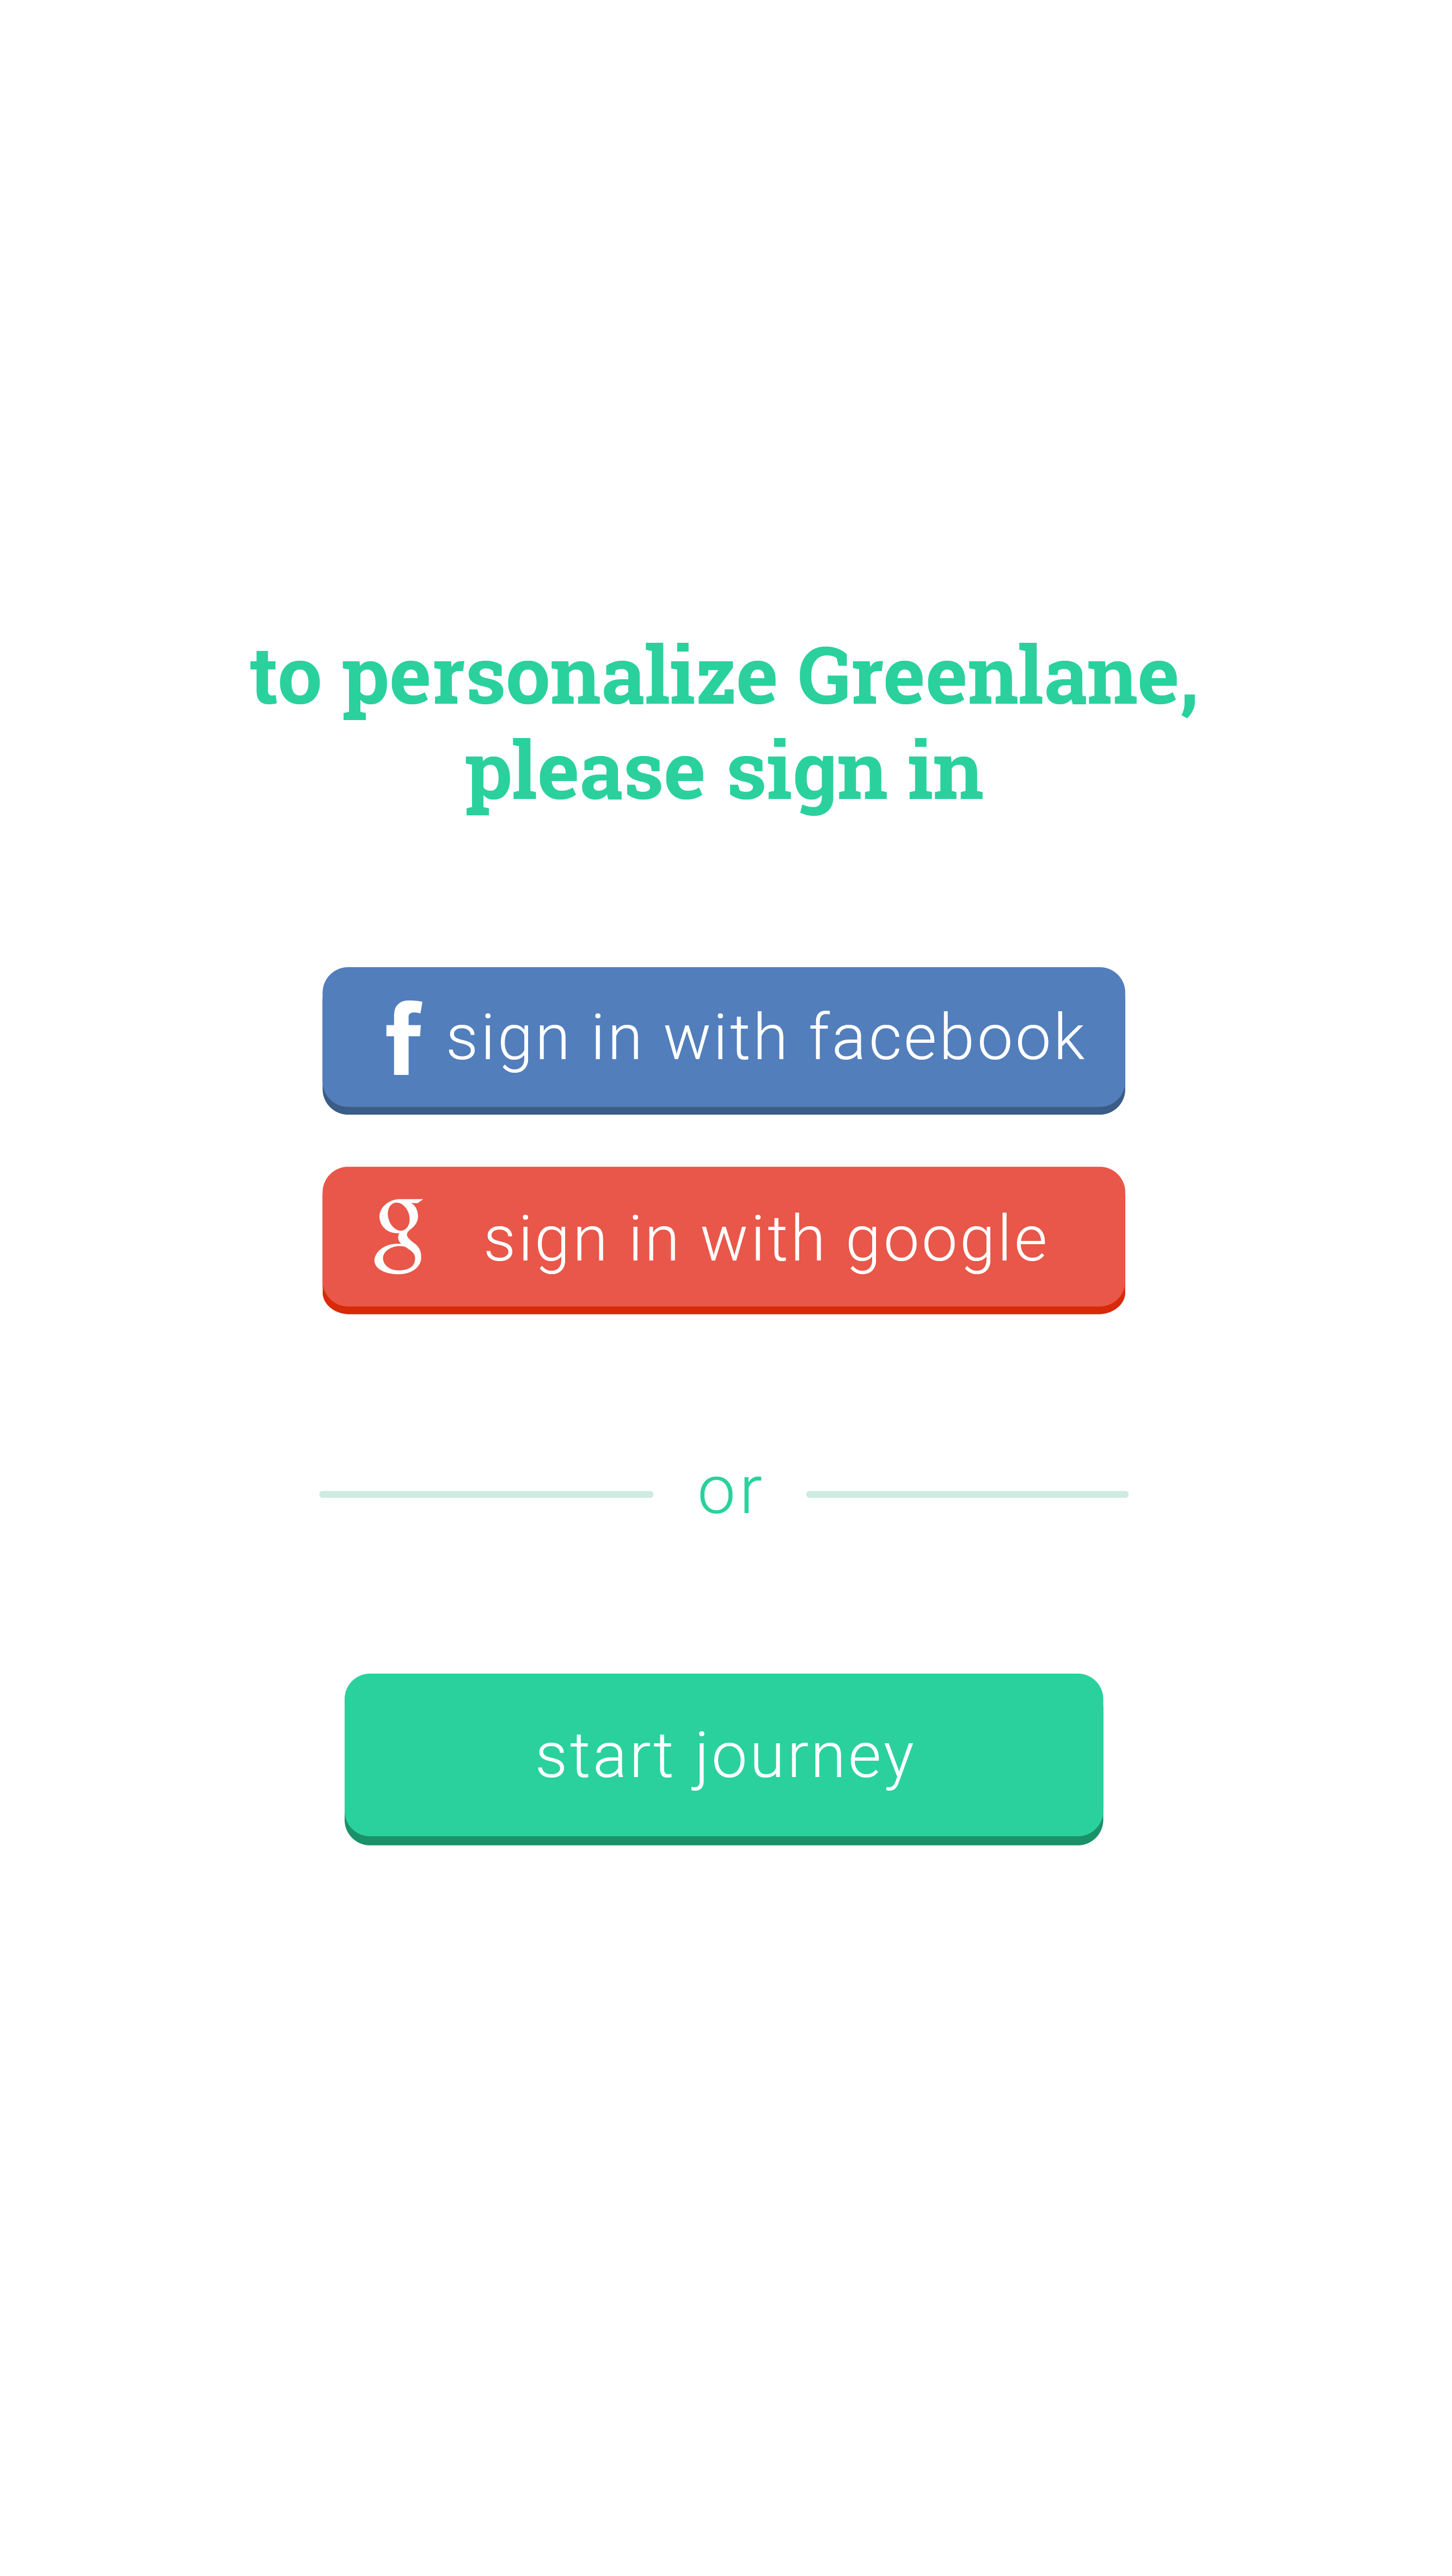 to personalize Greenlane,
please sign in
f sign in with facebook
g sign in with google
or
start journey